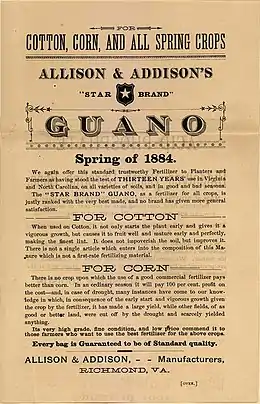 FOR
COTTON, CORN, AND ALL SPRING CROPS
ALLISON & ADDISON'S
"STAR BRAND"
GUANO
Spring of 1884.
We again offer this standard, trustworthy Fertilizer to Planters and
Farmers as having stood the test of THIRTEEN YEARS' use in Virginia
and North Carolina, on all varieties of soils, and in good and bad seasons.
The "STAR BRAND" GUANO, as a fertilizer for all crops, is
justly ranked with the very best made, and no brand has given more general
satisfaction.
FOR COTTON
When used on Cotton, it not only starts the plant early and gives it a
vigorous growth, but causes it to fruit well and mature early and perfectly,
making the finest lint. It does not impoverish the soil, but improves it.
There is not a single article which enters into the composition of this Ma-
nure which is not a first-rate fertilizing material.
FOR CORN
There is no crop upon which the use of a good commercial fertilizer pays
better than corn. In an ordinary season it will pay 100 per cent. profit on
the cost—and, in case of drought, many instances have come to our know-
ledge in which, in consequence of the early start and vigorous growth given
the crop by the fertilizer, it has made a large yield, while other fields, of as
good or better land, were cut off by the drought and scarcely yielded
anything.
Its very high grade, fine condition, and low price commend it to
those farmers who want to use the best fertilizer for the above crops.
Every bag is Guaranteed to be of Standard quality.
ALLISON & ADDISON, - - Manufacturers,
RICHMOND, VA.
[OVER.]